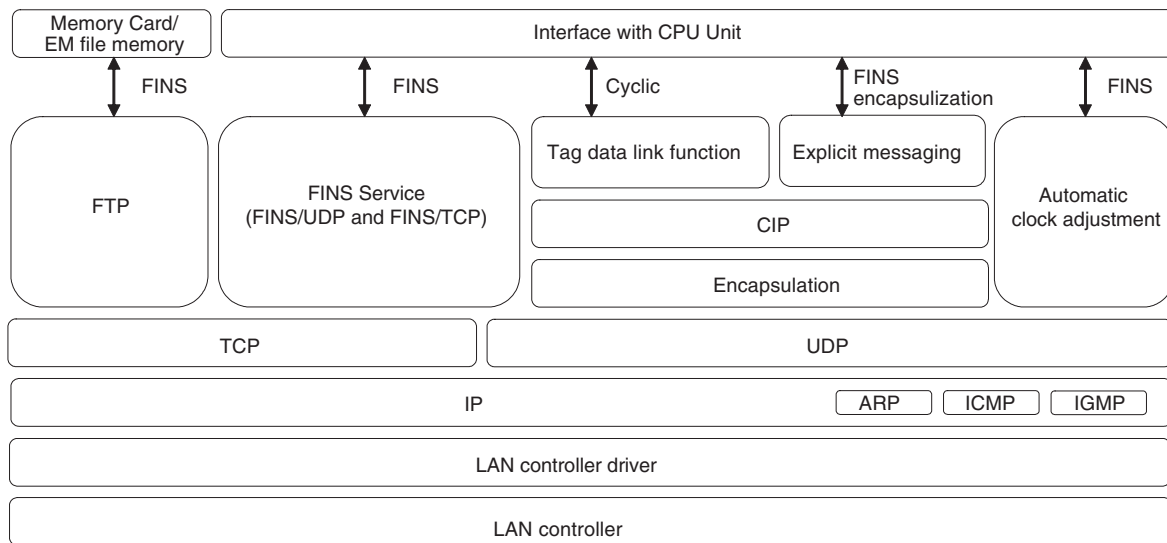 Memory Card/
EM file memory
Interface with CPU Unit
FINS
FINS
Cyclic
FINS
encapsulization
FINS
FTP
FINS Service
(FINS/UDP and FINS/TCP)
Tag data link function
Explicit messaging
CIP
Encapsulation
Automatic
clock adjustment
TCP
UDP
IP
ARP
ICMP
IGMP
LAN controller driver
LAN controller